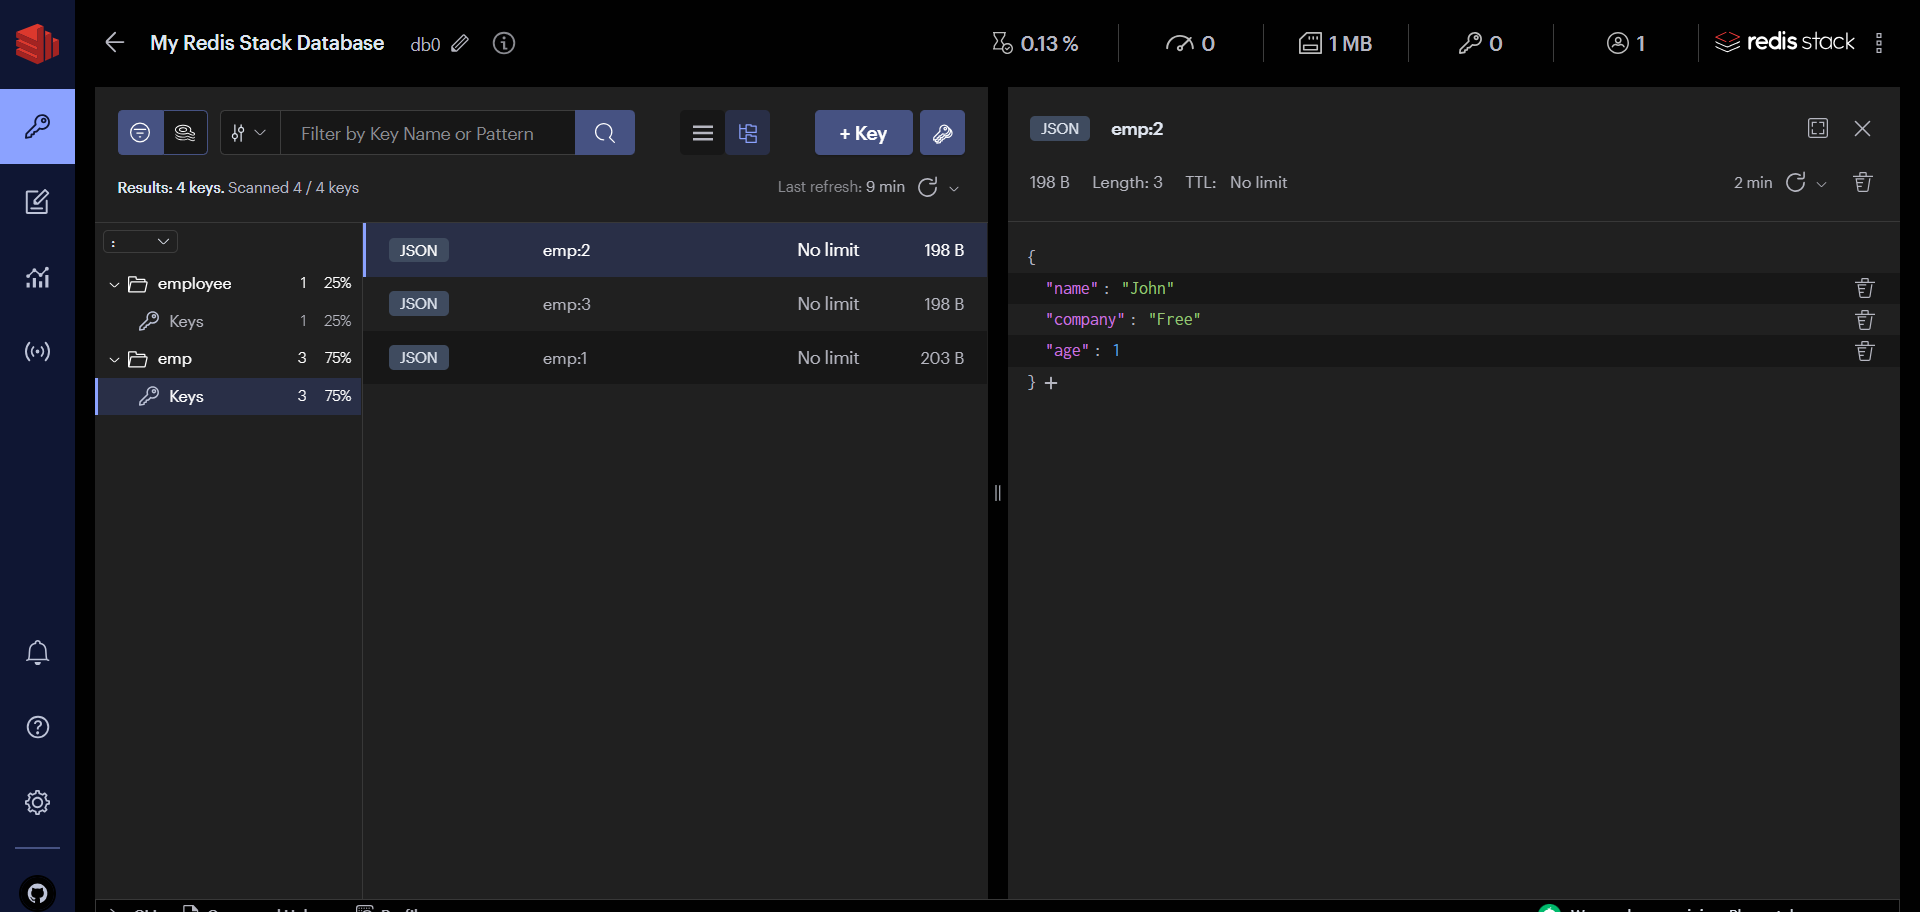 My Redis Stack Database db0 0.13 % 0 1 MB 0 1 redis stack
Filter by Key Name or Pattern + Key
Results: 4 keys. Scanned 4 / 4 keys Last refresh: 9 min
:
employee 1 25%
Keys 1 25%
emp 3 75%
Keys 3 75%
JSON emp:2 No limit 198 B
JSON emp:3 No limit 198 B
JSON emp:1 No limit 203 B
JSON emp:2
198 B Length: 3 TTL: No limit 2 min
{
"name" : "John"
"company" : "Free"
"age" : 1
} +